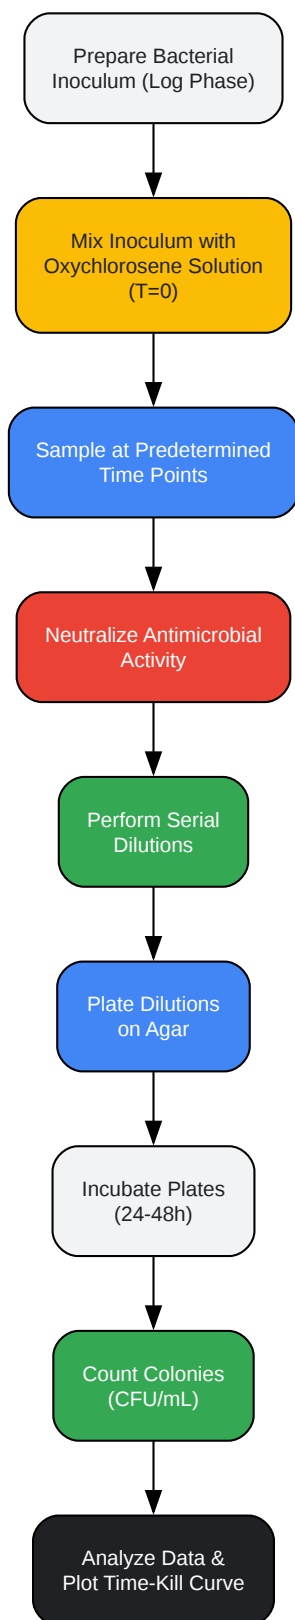 Prepare Bacterial
Inoculum (Log Phase)
Mix Inoculum with
Oxychlorosene Solution
(T=0)
Sample at Predetermined
Time Points
Neutralize Antimicrobial
Activity
Perform Serial
Dilutions
Plate Dilutions
on Agar
Incubate Plates
(24-48h)
Count Colonies
(CFU/mL)
Analyze Data &
Plot Time-Kill Curve